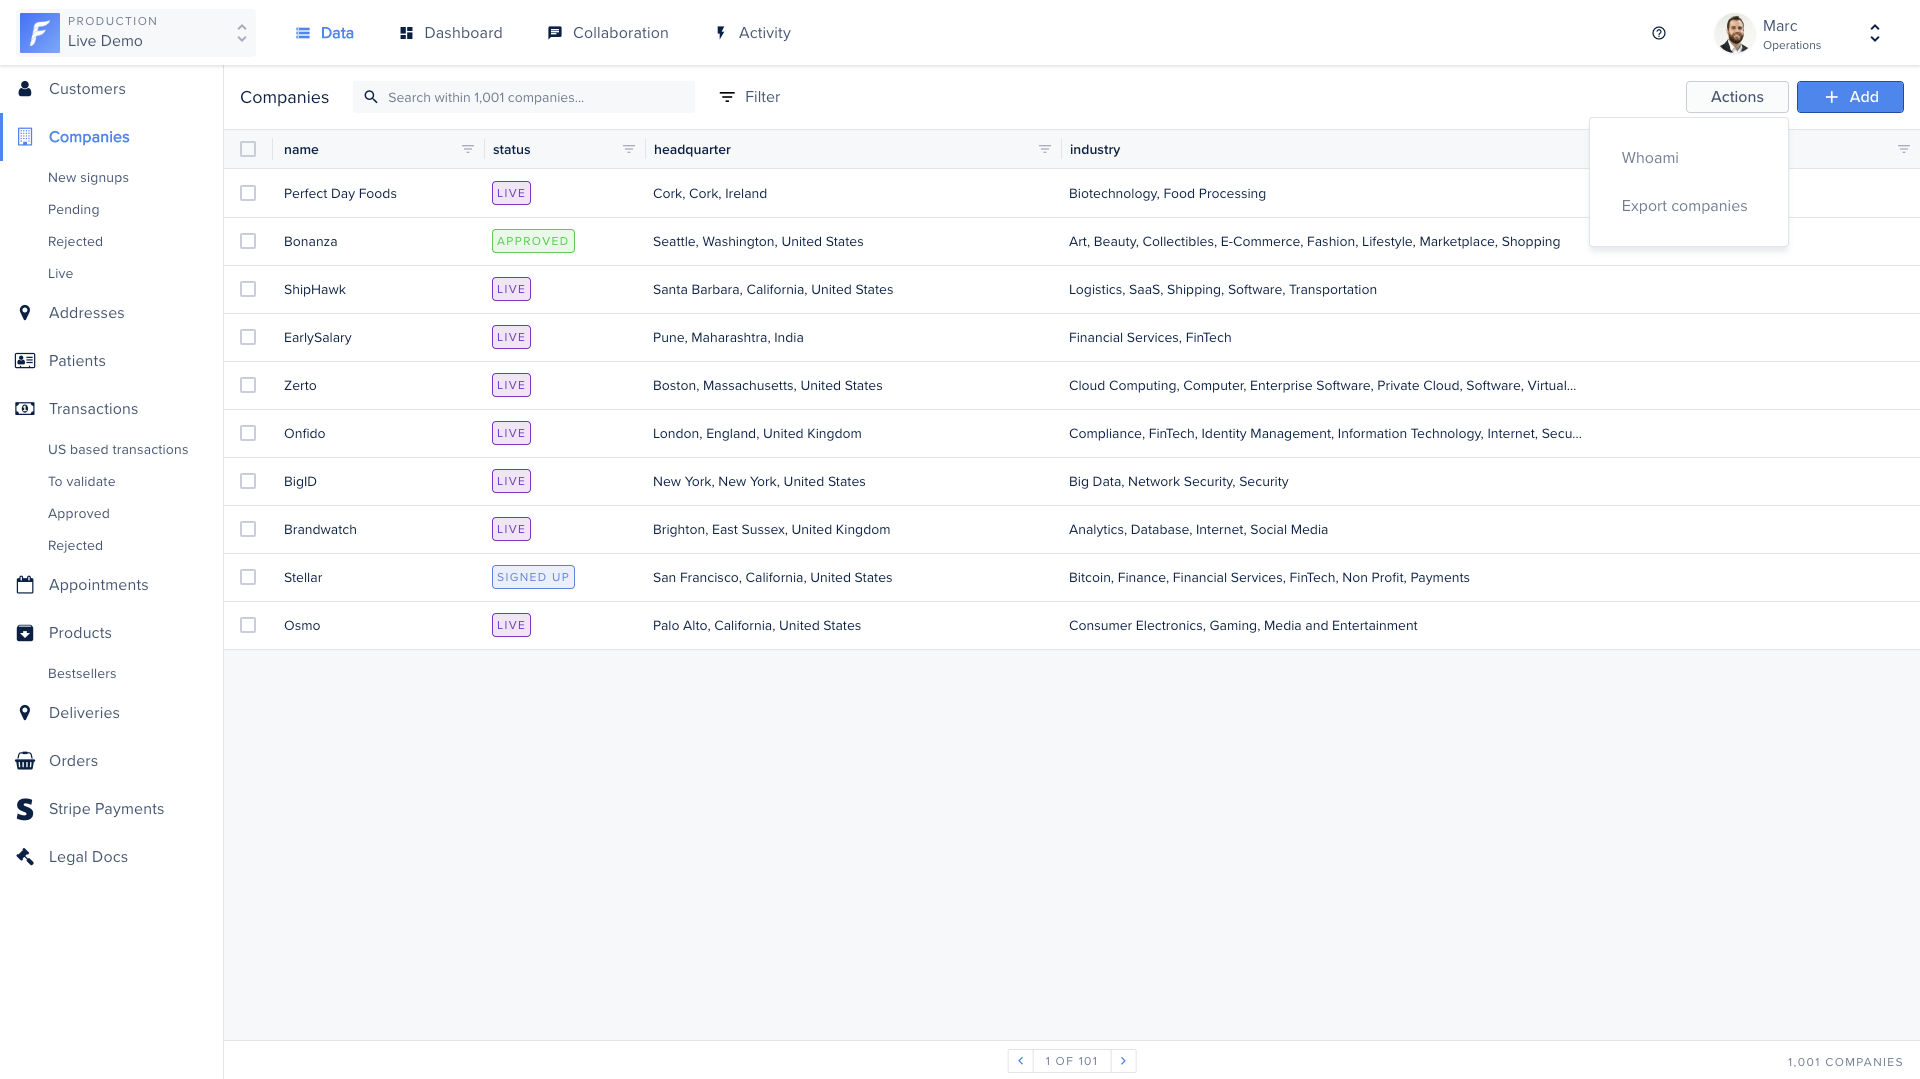 PRODUCTION
Live Demo
Data
Dashboard
Collaboration
Activity
Marc
Operations
Customers
Companies
New signups
Pending
Rejected
Live
Addresses
Patients
Transactions
US based transactions
To validate
Approved
Rejected
Appointments
Products
Bestsellers
Deliveries
Orders
Stripe Payments
Legal Docs
Companies
Search within 1,001 companies...
Filter
Actions
Add
Whoami
Export companies
name status headquarter industry
Perfect Day Foods LIVE Cork, Cork, Ireland Biotechnology, Food Processing
Bonanza APPROVED Seattle, Washington, United States Art, Beauty, Collectibles, E-Commerce, Fashion, Lifestyle, Marketplace, Shopping
ShipHawk LIVE Santa Barbara, California, United States Logistics, SaaS, Shipping, Software, Transportation
EarlySalary LIVE Pune, Maharashtra, India Financial Services, FinTech
Zerto LIVE Boston, Massachusetts, United States Cloud Computing, Computer, Enterprise Software, Private Cloud, Software, Virtual...
Onfido LIVE London, England, United Kingdom Compliance, FinTech, Identity Management, Information Technology, Internet, Secu...
BigID LIVE New York, New York, United States Big Data, Network Security, Security
Brandwatch LIVE Brighton, East Sussex, United Kingdom Analytics, Database, Internet, Social Media
Stellar SIGNED UP San Francisco, California, United States Bitcoin, Finance, Financial Services, FinTech, Non Profit, Payments
Osmo LIVE Palo Alto, California, United States Consumer Electronics, Gaming, Media and Entertainment
1 OF 101
1,001 COMPANIES